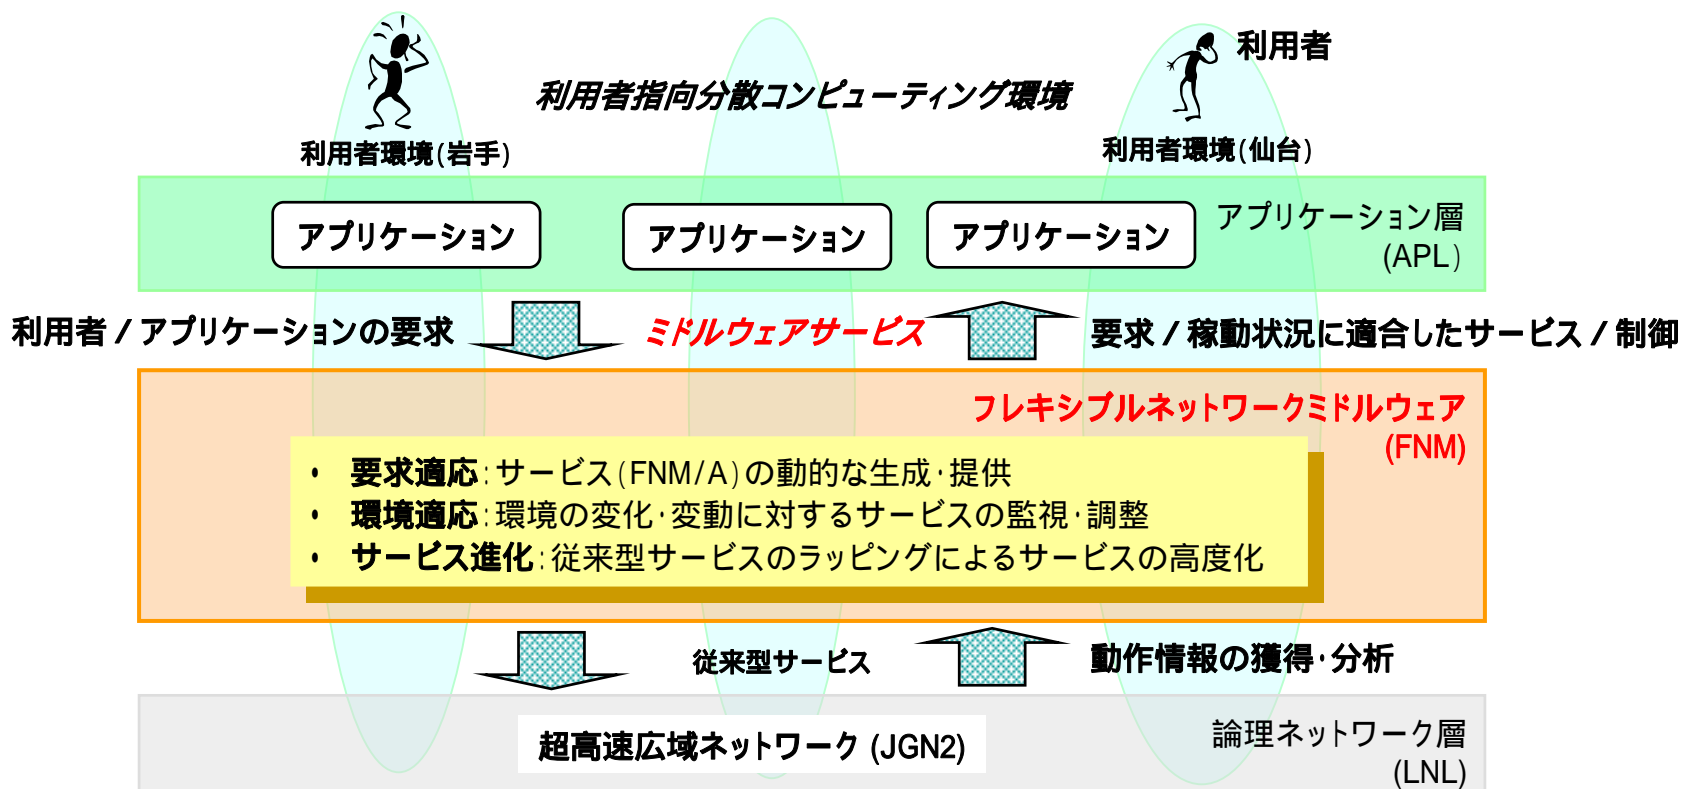 利用者
利用者指向分散コンピューティング環境
利用者環境(岩手)
利用者環境(仙台)
アプリケーション
アプリケーション
アプリケーション
アプリケーション層
(APL)
利用者/アプリケーションの要求
ミドルウェアサービス
要求/稼動状況に適合したサービス/制御
フレキシブルネットワークミドルウェア
(FNM)
• 要求適応:サービス(FNM/A)の動的な生成・提供
• 環境適応:環境の変化・変動に対するサービスの監視・調整
• サービス進化:従来型サービスのラッピングによるサービスの高度化
従来型サービス
動作情報の獲得・分析
超高速広域ネットワーク (JGN2)
論理ネットワーク層
(LNL)